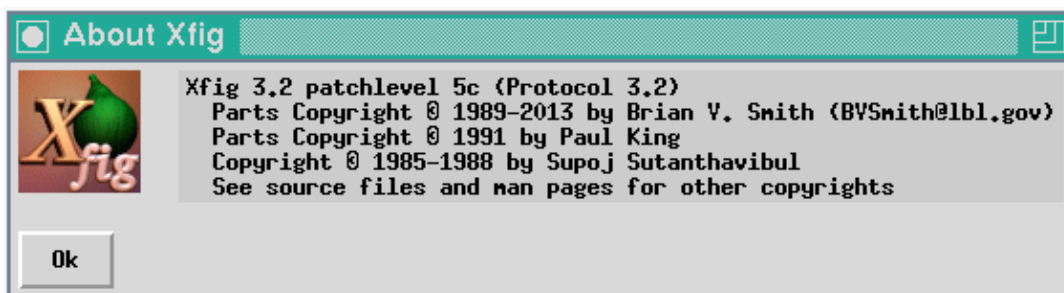 About Xfig
Xfig
Xfig 3.2 patchlevel 5c (Protocol 3.2)
Parts Copyright © 1989-2013 by Brian V. Smith (BVSmith@lbl.gov)
Parts Copyright © 1991 by Paul King
Copyright © 1985-1988 by Supoj Sutanthavibul
See source files and man pages for other copyrights
Ok